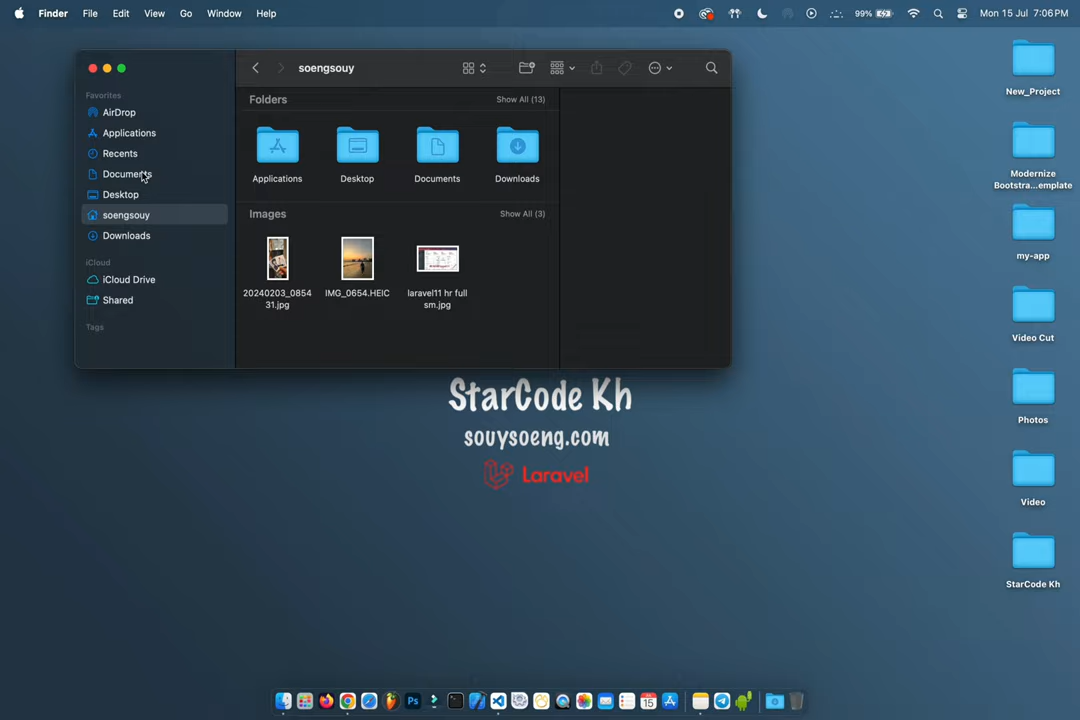 Finder File Edit View Go Window Help 99% Mon 15 Jul 7:06 PM
soengsouy
Favorites
AirDrop
Applications
Recents
Documents
Desktop
soengsouy
Downloads
iCloud
iCloud Drive
Shared
Tags
Folders Show All (13)
Applications Desktop Documents Downloads
Images Show All (3)
20240203_0854
31.jpg
IMG_0654.HEIC
laravel11 hr full
sm.jpg
New_Project
Modernize
Bootstra...emplate
my-app
Video Cut
Photos
Video
StarCode Kh
StarCode Kh
souysoeng.com
Laravel
Ps
JUL
15